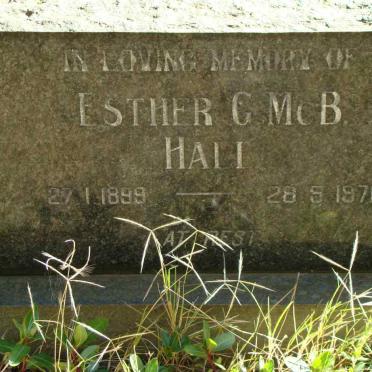 IN LOVING MEMORY OF
ESTHER G McB.
HALL
27 1 1899 — 28 5 197
AT REST